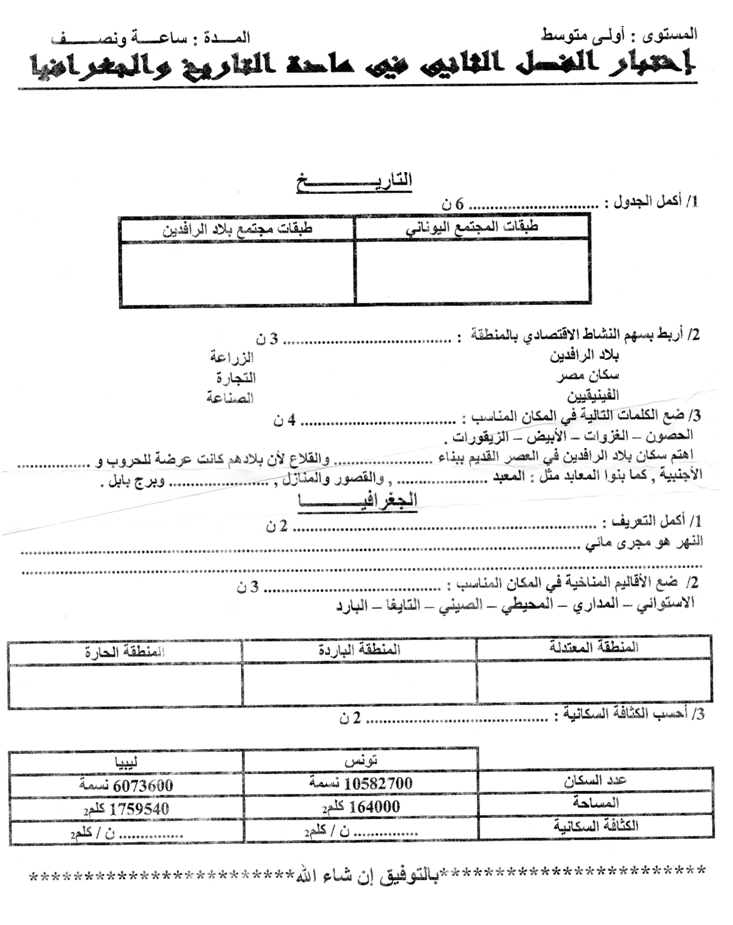 المستوى : أولى متوسط المـدة : ساعـــة ونصـــف
إختبار الفصل الثاني في مادة التاريخ والجغرافيا
التاريــــــــــخ
1/ أكمل الجدول : .............................. 6 ن
طبقات المجتمع اليوناني طبقات مجتمع بلاد الرافدين
2/ أربط بسهم النشاط الاقتصادي بالمنطقة : ...................................... 3 ن
بلاد الرافدين الزراعة
سكان مصر التجارة
الفينيقيين الصناعة
3/ ضع الكلمات التالية في المكان المناسب : ................................... 4 ن
الحصون – الغزوات – الأبيض – الزيقورات .
اهتم سكان بلاد الرافدين في العصر القديم ببناء ...................... والقلاع لأن بلادهم كانت عرضة للحروب و .................
الأجنبية , كما بنوا المعابد مثل : المعبد .................... , والقصور والمنازل , ...................... وبرج بابل .
الجغرافيـــــــا
1/ أكمل التعريف : ..................................................................... 2 ن
النهر هو مجرى مائي ................................................................................................................................
................................................................................................................................................................
2/ ضع الأقاليم المناخية في المكان المناسب : ........................................ 3 ن
الاستوائي – المداري – المحيطي – الصيني – التايغا – البارد
المنطقة المعتدلة المنطقة الباردة المنطقة الحارة
3/ أحسب الكثافة السكانية : ......................................... 2 ن
تونس ليبيا
عدد السكان 10582700 نسمة 6073600 نسمة
المساحة 164000 كلم2 1759540 كلم2
الكثافة السكانية ............... ن / كلم2 ............... ن / كلم2
************************بالتوفيق إن شاء الله************************